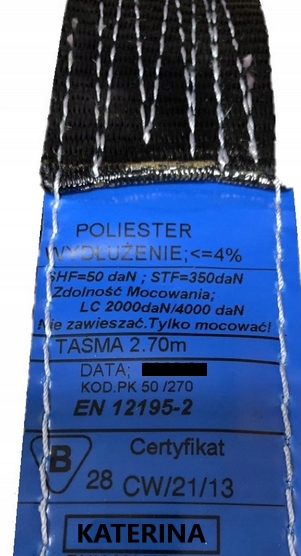 POLIESTER
WYDŁUŻENIE;<=4%
SHF=50 daN ; STF=350daN
Zdolność Mocowania;
LC 2000daN/4000 daN
Nie zawieszać.Tylko mocować!
TASMA 2.70m
DATA;
KOD.PK 50 /270
EN 12195-2
B
Certyfikat
28 CW/21/13
KATERINA